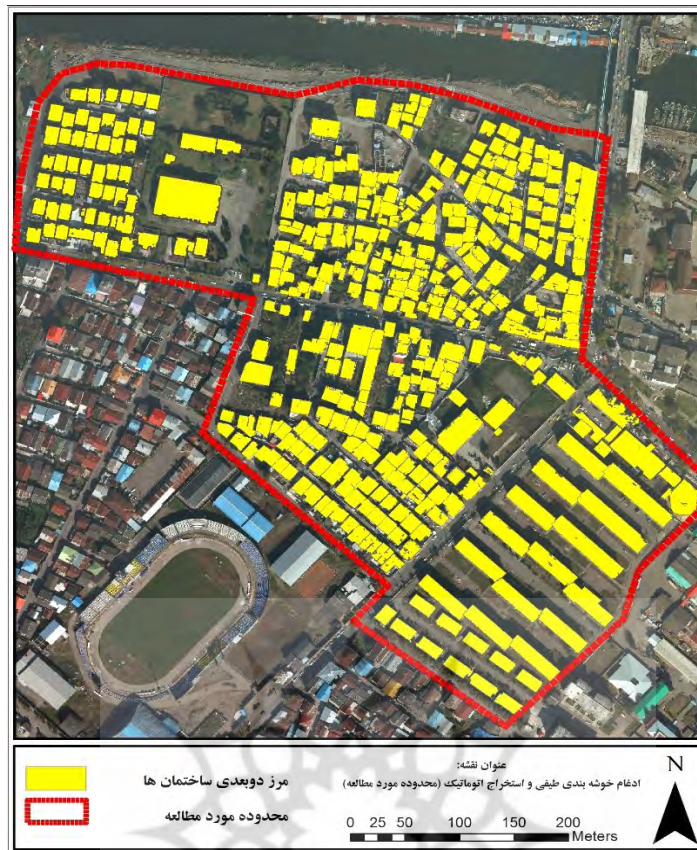 عنوان نقشه:
ادغام خوشه بندی طیفی و استخراج اتوماتیک (محدوده مورد مطالعه)
مرز دوبعدی ساختمان ها
محدوده مورد مطالعه
N
0 25 50 100 150 200
Meters